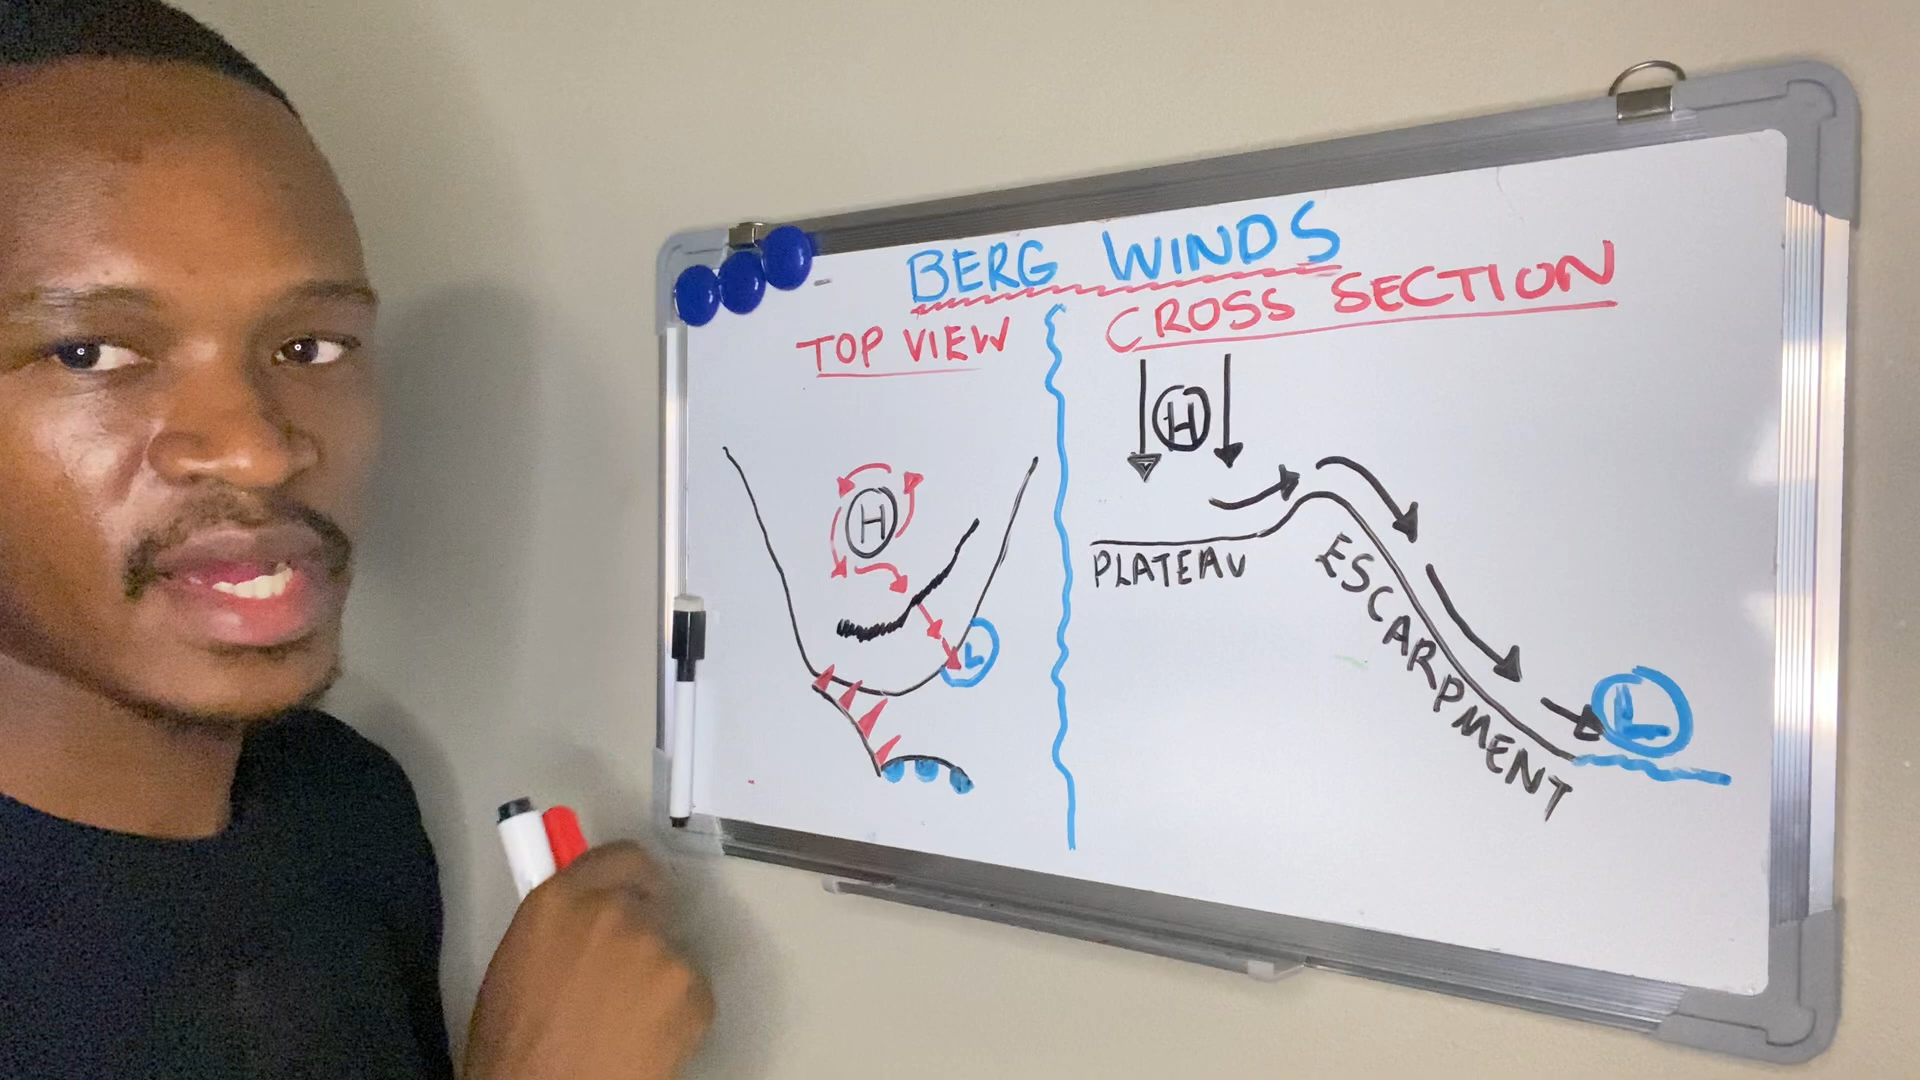 BERG WINDS
TOP VIEW
H
L
CROSS SECTION
H
PLATEAU
ESCARPMENT
L